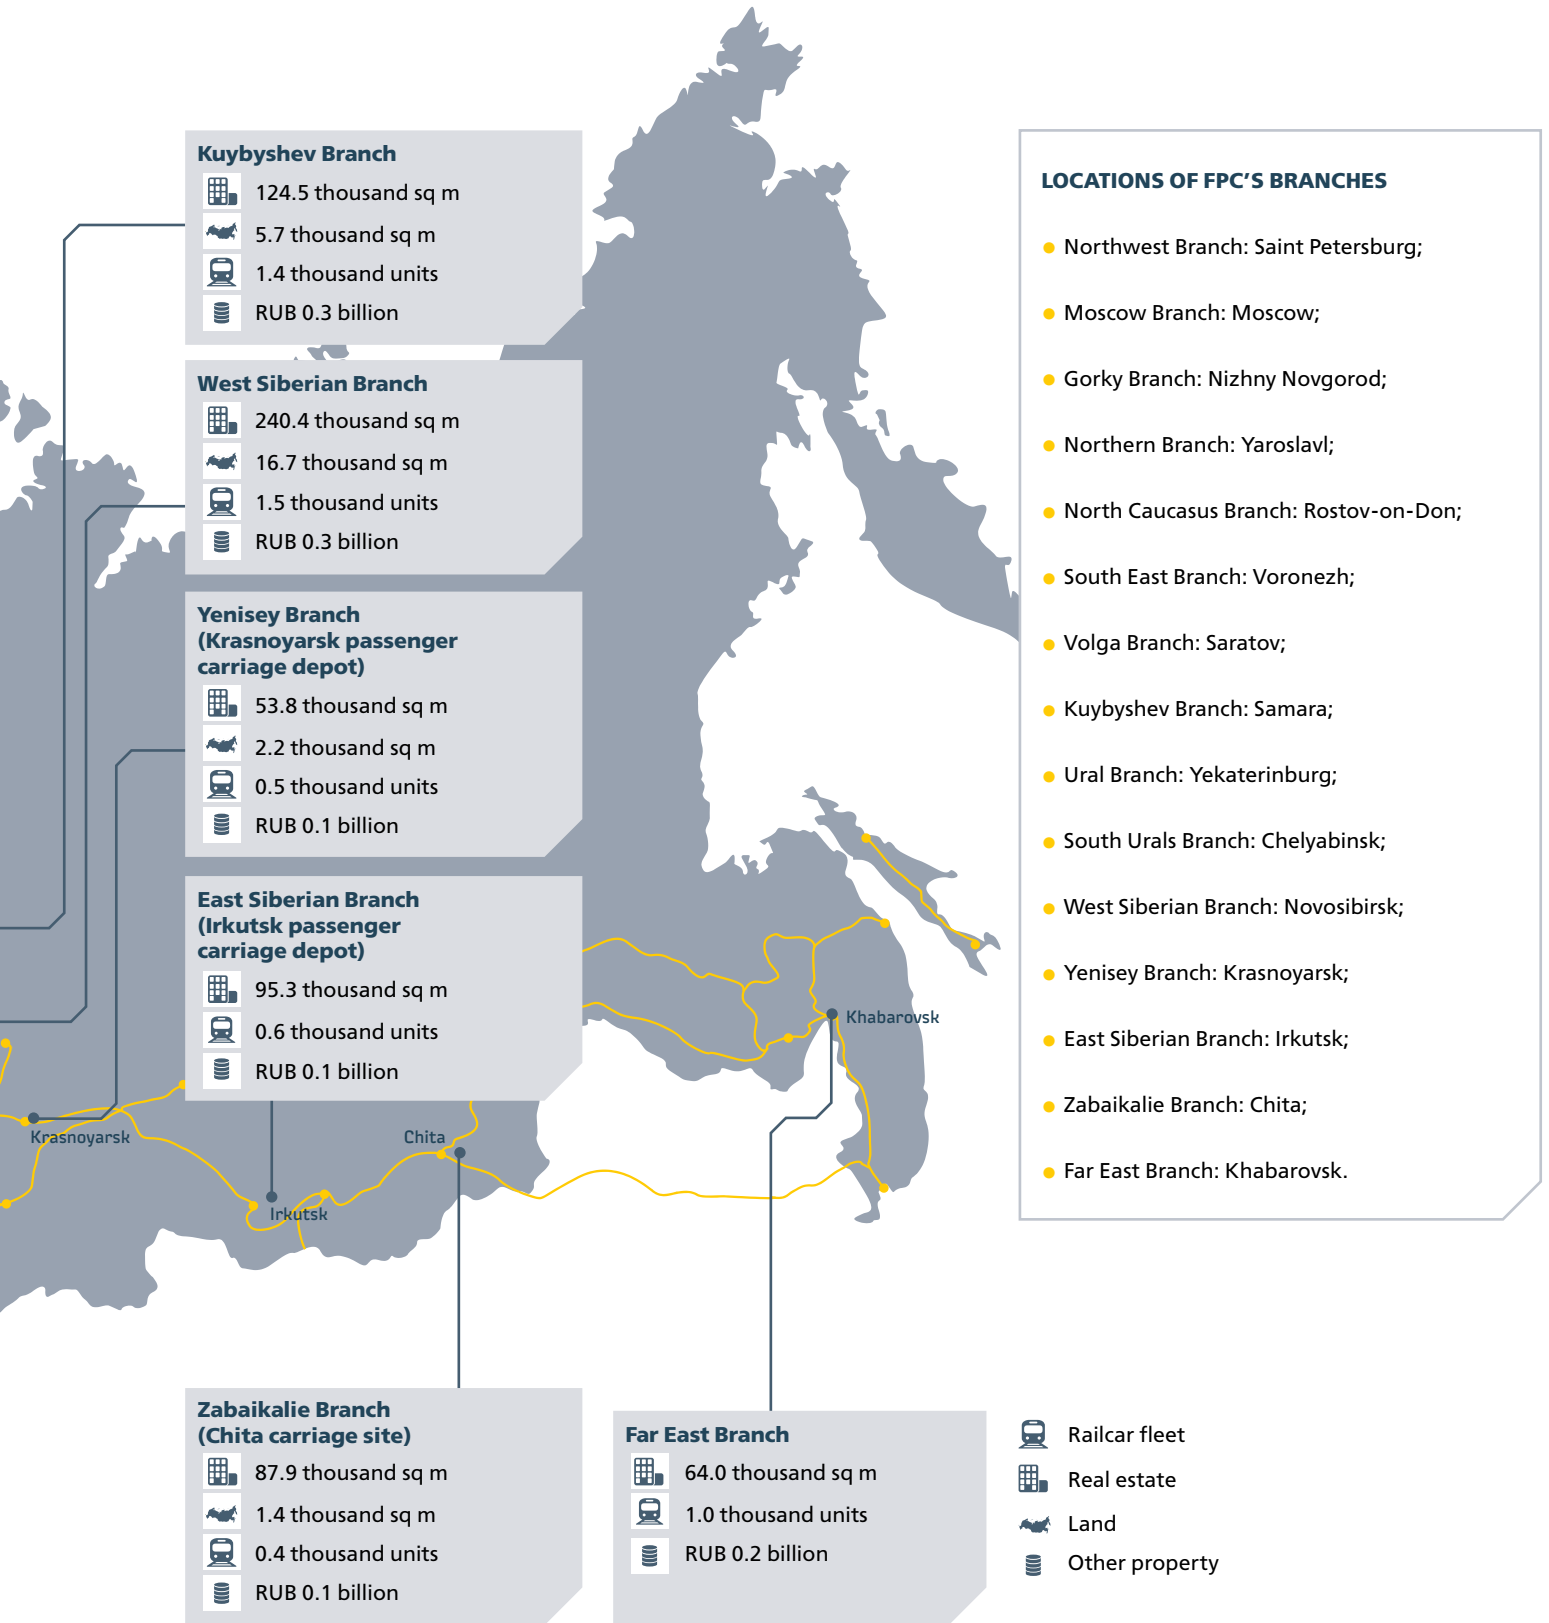 Kuybyshev Branch
124.5 thousand sq m
5.7 thousand sq m
1.4 thousand units
RUB 0.3 billion
West Siberian Branch
240.4 thousand sq m
16.7 thousand sq m
1.5 thousand units
RUB 0.3 billion
Yenisey Branch
(Krasnoyarsk passenger
carriage depot)
53.8 thousand sq m
2.2 thousand sq m
0.5 thousand units
RUB 0.1 billion
East Siberian Branch
(Irkutsk passenger
carriage depot)
95.3 thousand sq m
0.6 thousand units
RUB 0.1 billion
Khabarovsk
Krasnoyarsk
Chita
Irkutsk
Zabaikalie Branch
(Chita carriage site)
87.9 thousand sq m
1.4 thousand sq m
0.4 thousand units
RUB 0.1 billion
Far East Branch
64.0 thousand sq m
1.0 thousand units
RUB 0.2 billion
LOCATIONS OF FPC’S BRANCHES
Northwest Branch: Saint Petersburg;
Moscow Branch: Moscow;
Gorky Branch: Nizhny Novgorod;
Northern Branch: Yaroslavl;
North Caucasus Branch: Rostov-on-Don;
South East Branch: Voronezh;
Volga Branch: Saratov;
Kuybyshev Branch: Samara;
Ural Branch: Yekaterinburg;
South Urals Branch: Chelyabinsk;
West Siberian Branch: Novosibirsk;
Yenisey Branch: Krasnoyarsk;
East Siberian Branch: Irkutsk;
Zabaikalie Branch: Chita;
Far East Branch: Khabarovsk.
Railcar fleet
Real estate
Land
Other property